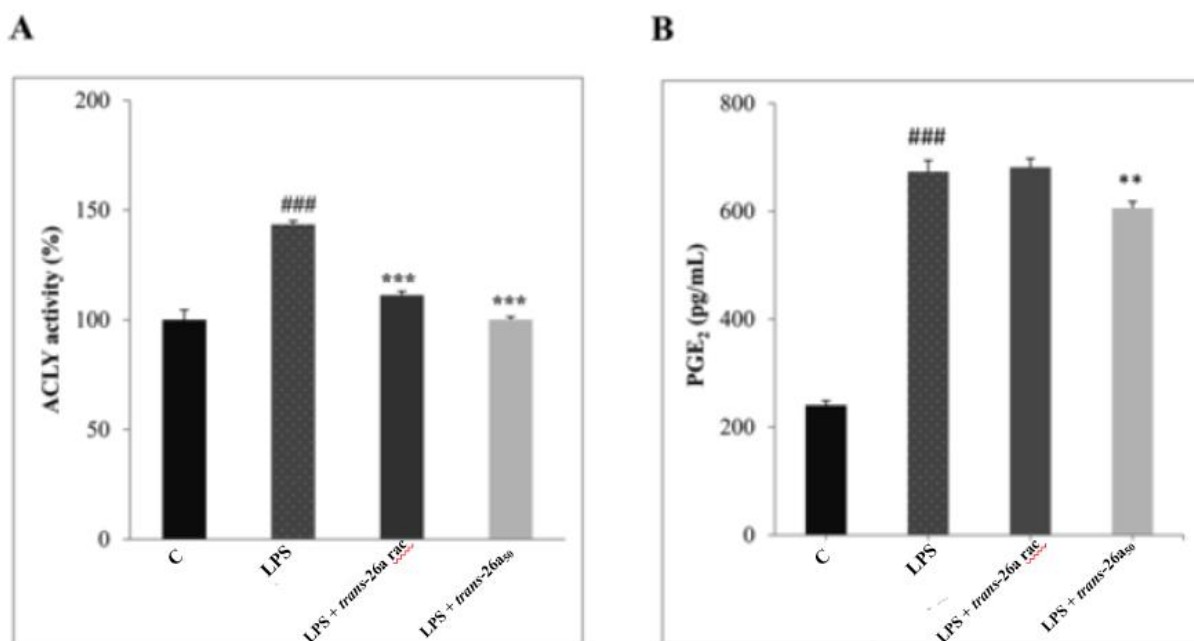 A
ACLY activity (%)
200
150
100
50
0
###
***
***
C
LPS
LPS + trans-26a rac
LPS + trans-26a₅₀
B
PGE₂ (pg/mL)
800
600
400
200
0
###
**
C
LPS
LPS + trans-26a rac
LPS + trans-26a₅₀